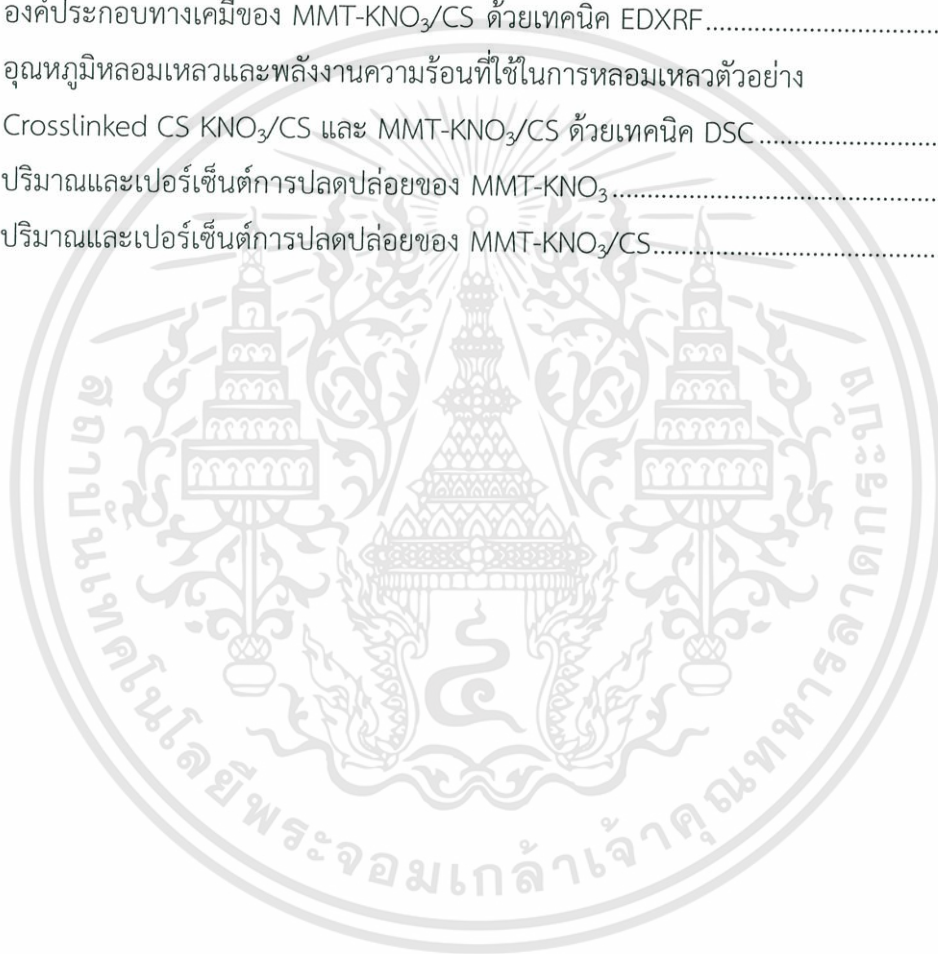 องค์ประกอบทางเคมีของ MMT-KNO₃/CS ด้วยเทคนิค EDXRF................................
อุณหภูมิหลอมเหลวและพลังงานความร้อนที่ใช้ในการหลอมเหลวตัวอย่าง
Crosslinked CS KNO₃/CS และ MMT-KNO₃/CS ด้วยเทคนิค DSC.........................
ปริมาณและเปอร์เซ็นต์การปลดปล่อยของ MMT-KNO₃..............................................
ปริมาณและเปอร์เซ็นต์การปลดปล่อยของ MMT-KNO₃/CS........................................
สถาบันเทคโนโลยีพระจอมเกล้าเจ้าคุณทหารลาดกระบัง